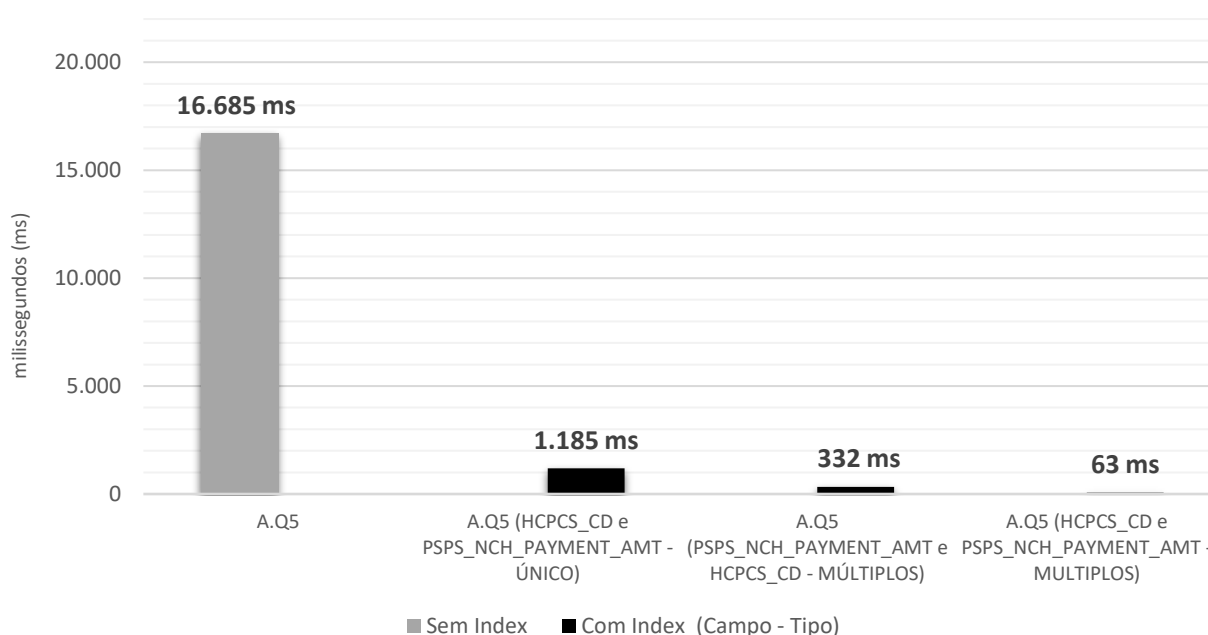 20.000
15.000
10.000
5.000
0
milissegundos (ms)
16.685 ms
1.185 ms
332 ms
63 ms
A.Q5
A.Q5 (HCPCS_CD e
PSPS_NCH_PAYMENT_AMT -
ÚNICO)
A.Q5
(PSPS_NCH_PAYMENT_AMT e
HCPCS_CD - MÚLTIPLOS)
A.Q5 (HCPCS_CD e
PSPS_NCH_PAYMENT_AMT -
MULTIPLOS)
Sem Index
Com Index (Campo - Tipo)